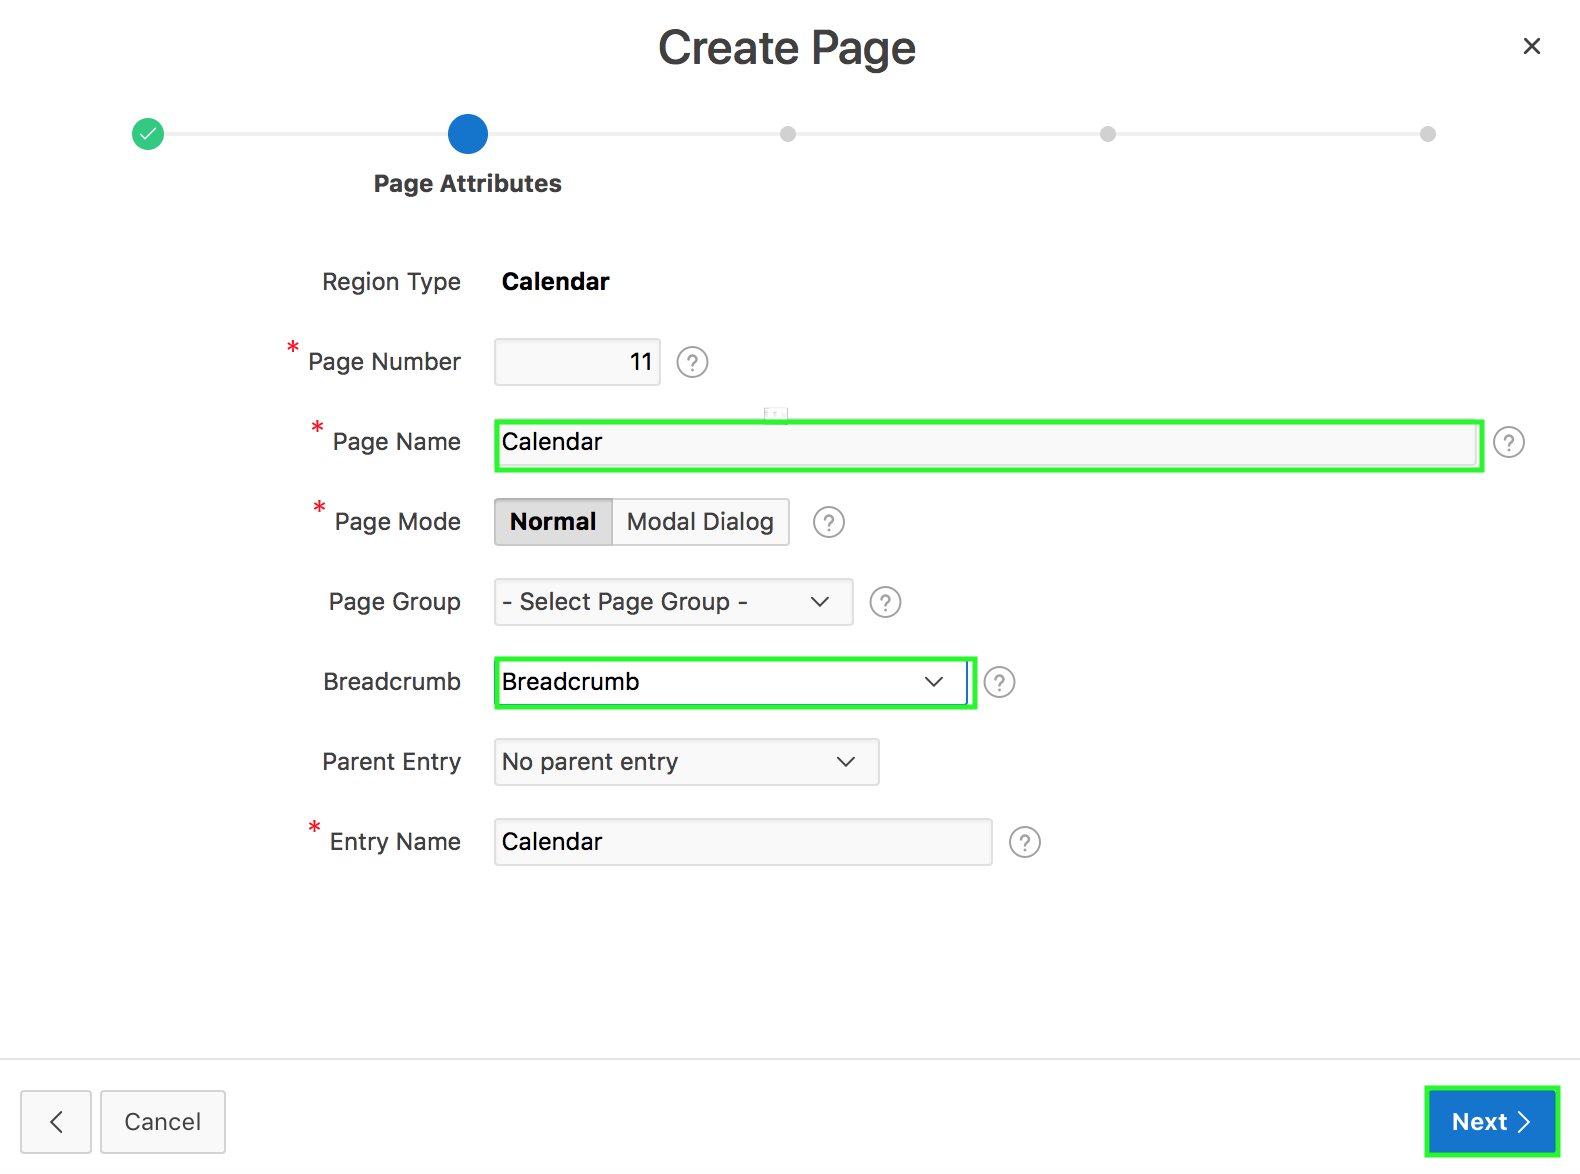 Create Page
Page Attributes
Region Type Calendar
* Page Number 11 ?
* Page Name Calendar ?
* Page Mode Normal Modal Dialog ?
Page Group - Select Page Group - ?
Breadcrumb Breadcrumb ?
Parent Entry No parent entry
* Entry Name Calendar ?
Cancel Next